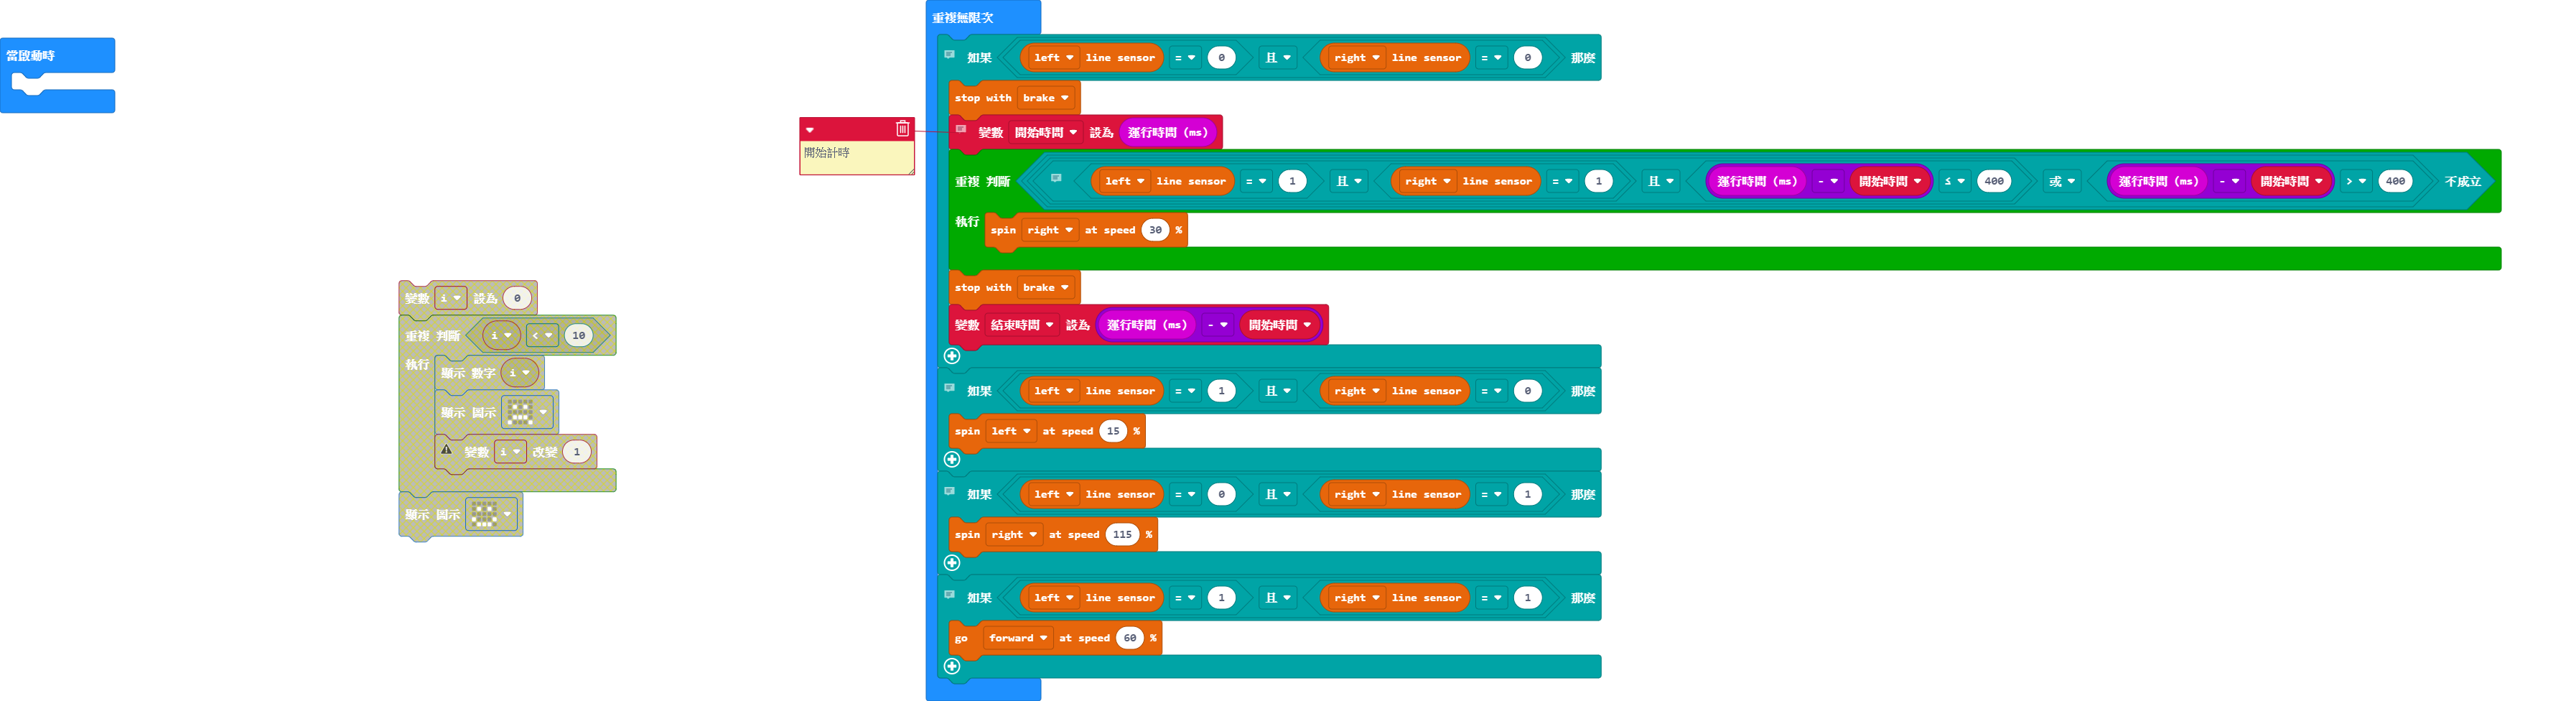 當啟動時
重複無限次
如果 left line sensor = 0 且 right line sensor = 0 那麼
stop with brake
變數 開始時間 設為 運行時間 (ms)
開始計時
重複 判斷 left line sensor = 1 且 right line sensor = 1 且 運行時間 (ms) - 開始時間 ≤ 400 或 運行時間 (ms) - 開始時間 > 400 不成立
執行 spin right at speed 30 %
stop with brake
變數 結束時間 設為 運行時間 (ms) - 開始時間
如果 left line sensor = 1 且 right line sensor = 0 那麼
spin left at speed 15 %
如果 left line sensor = 0 且 right line sensor = 1 那麼
spin right at speed 115 %
如果 left line sensor = 1 且 right line sensor = 1 那麼
go forward at speed 60 %
變數 i 設為 0
重複 判斷 i < 10
執行 顯示 數字 i
顯示 圖示
變數 i 改變 1
顯示 圖示